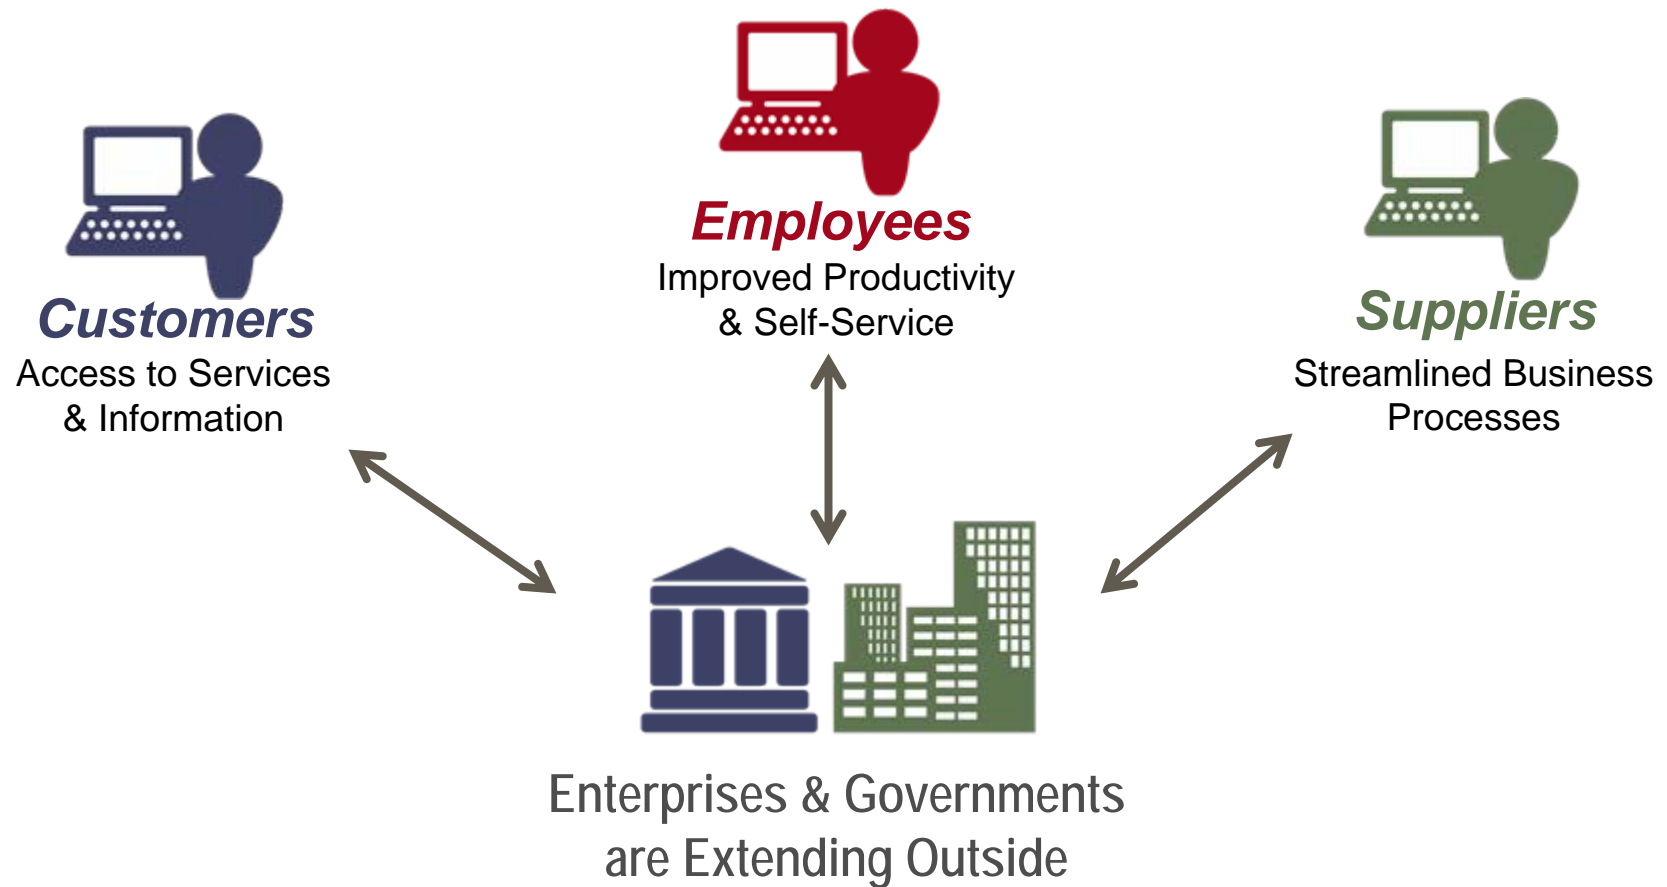 Employees
Improved Productivity
& Self-Service
Customers
Access to Services
& Information
Suppliers
Streamlined Business
Processes
Enterprises & Governments
are Extending Outside